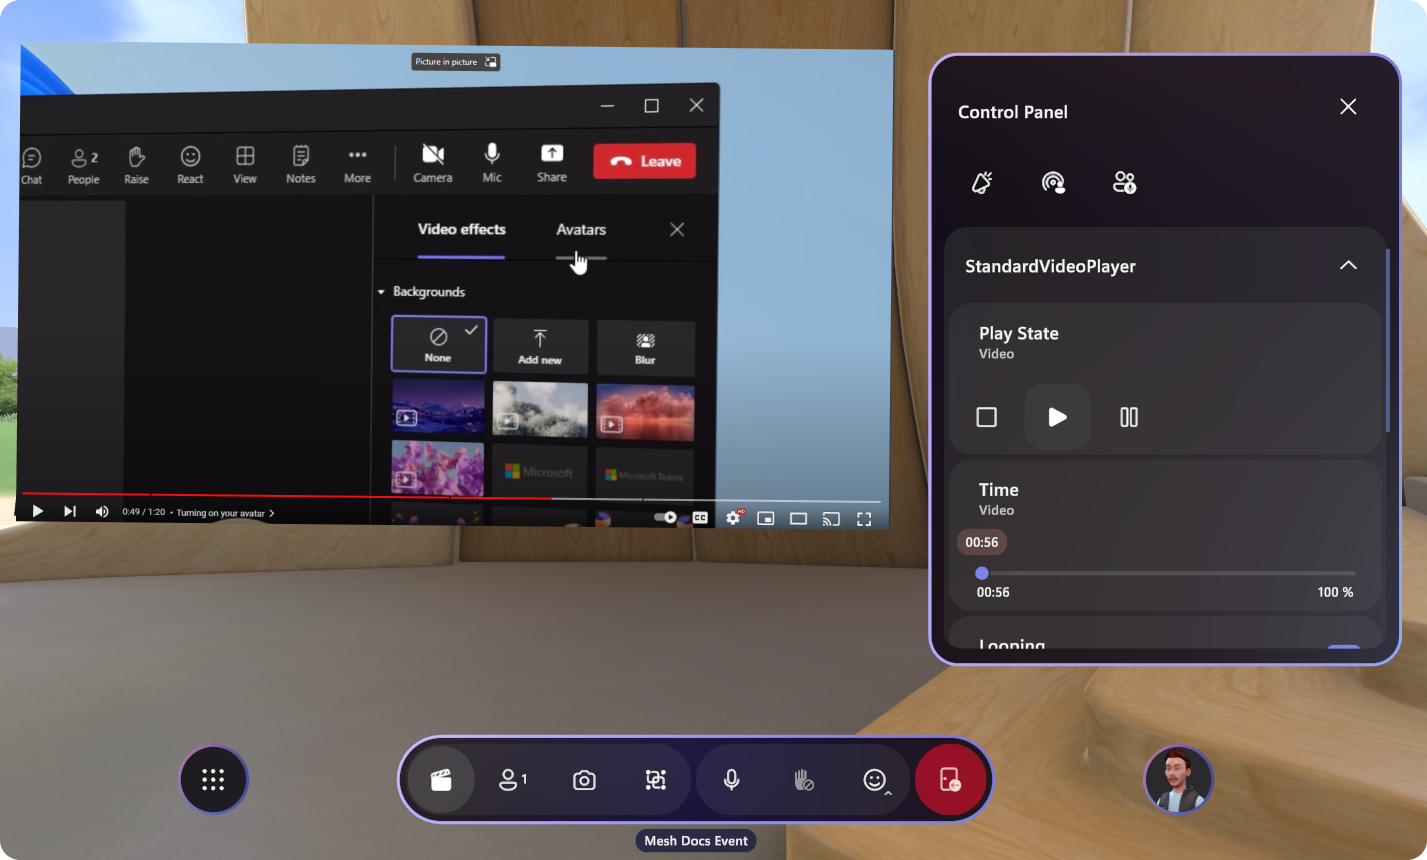 Picture in picture
Chat
People
2
Raise
React
View
Notes
More
Camera
Mic
Share
Leave
Video effects
Avatars
Backgrounds
None
Add new
Blur
Microsoft
Microsoft Teams
0:49 / 1:20 • Turning on your avatar
CC
HD
Control Panel
StandardVideoPlayer
Play State
Video
Time
Video
00:56
00:56
100 %
Looping
1
Mesh Docs Event